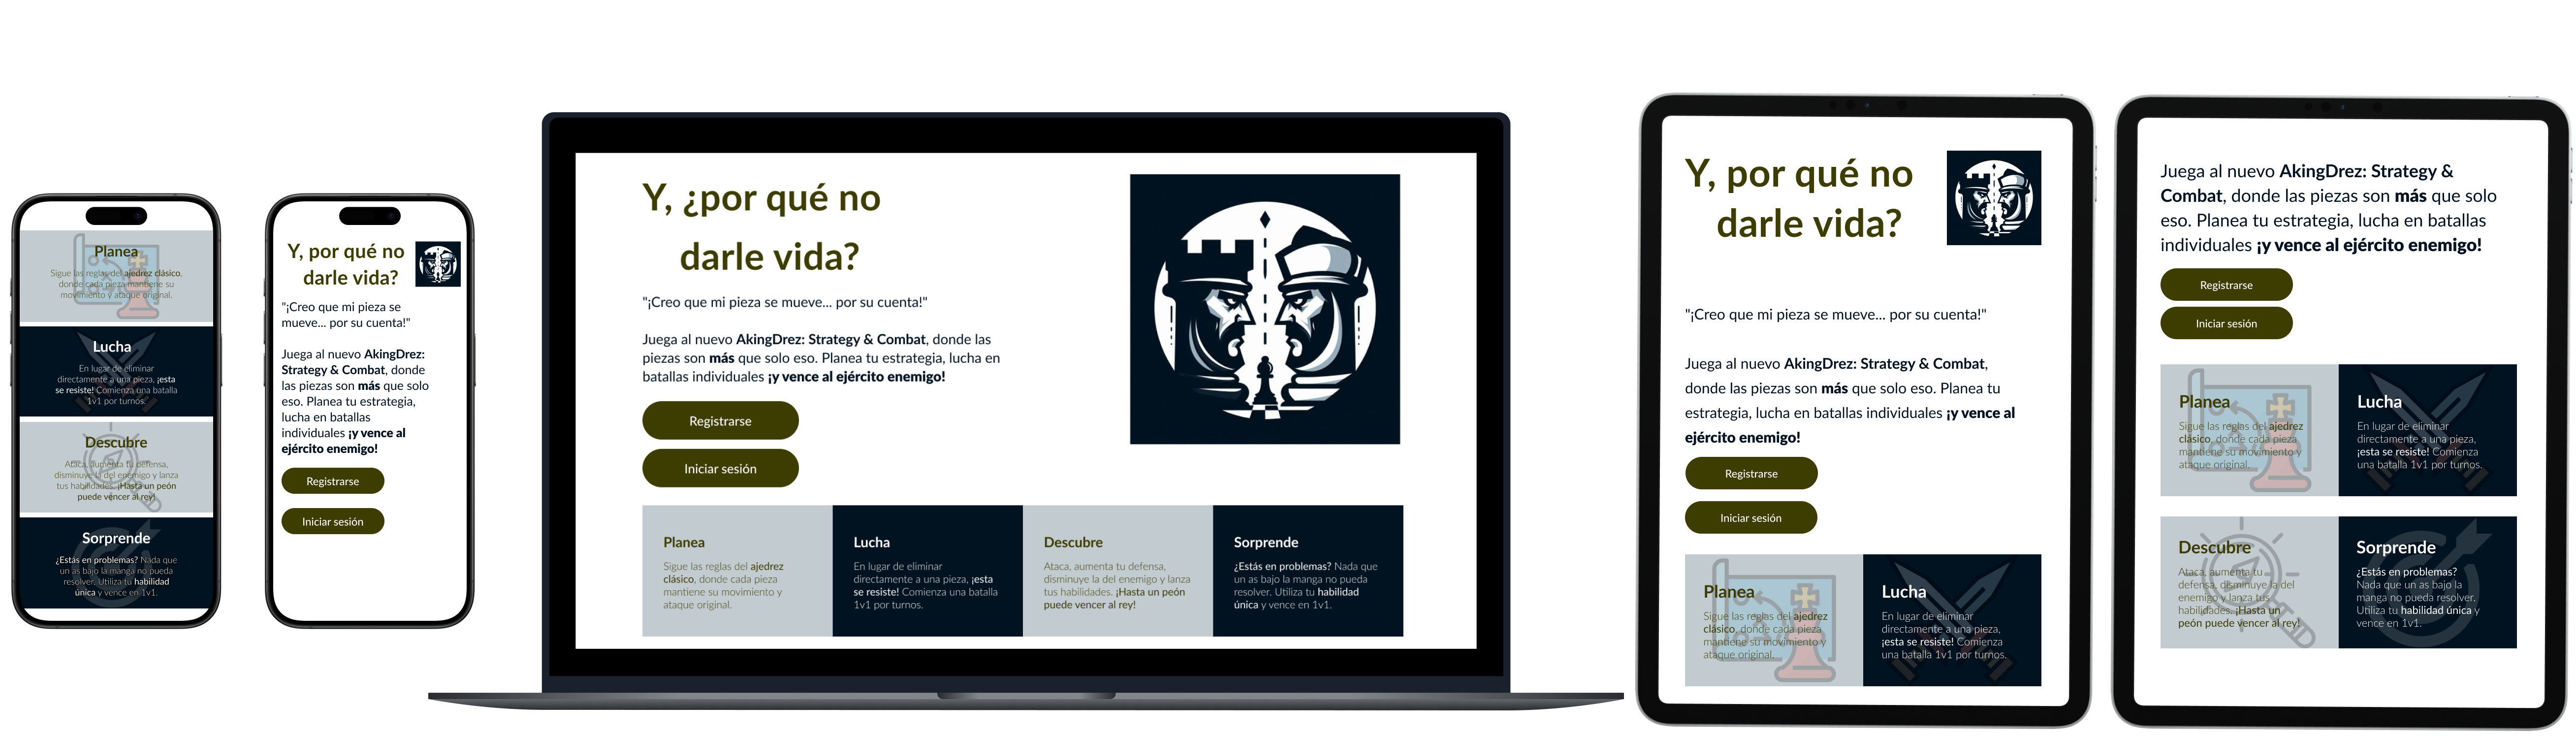 Planea
Sigue las reglas del ajedrez clásico,
donde cada pieza mantiene su
movimiento y ataque original.
Lucha
En lugar de eliminar
directamente a una pieza, ¡esta
se resiste! Comienza una batalla
1v1 por turnos.
Descubre
Ataca, aumenta tu defensa,
disminuye la del enemigo y lanza
tus habilidades. ¡Hasta un peón
puede vencer al rey!
Sorprende
¿Estás en problemas? Nada que
un as bajo la manga no pueda
resolver. Utiliza tu habilidad
única y vence en 1v1.
Y, por qué no
darle vida?
"¡Creo que mi pieza se
mueve... por su cuenta!"
Juega al nuevo AkingDrez:
Strategy & Combat, donde
las piezas son más que solo
eso. Planea tu estrategia,
lucha en batallas
individuales ¡y vence al
ejército enemigo!
Registrarse
Iniciar sesión
Y, ¿por qué no
darle vida?
"¡Creo que mi pieza se mueve... por su cuenta!"
Juega al nuevo AkingDrez: Strategy & Combat, donde las
piezas son más que solo eso. Planea tu estrategia, lucha en
batallas individuales ¡y vence al ejército enemigo!
Registrarse
Iniciar sesión
Planea
Sigue las reglas del ajedrez
clásico, donde cada pieza
mantiene su movimiento y
ataque original.
Lucha
En lugar de eliminar
directamente a una pieza, ¡esta
se resiste! Comienza una batalla
1v1 por turnos.
Descubre
Ataca, aumenta tu defensa,
disminuye la del enemigo y lanza
tus habilidades. ¡Hasta un peón
puede vencer al rey!
Sorprende
¿Estás en problemas? Nada que
un as bajo la manga no pueda
resolver. Utiliza tu habilidad
única y vence en 1v1.
Y, por qué no
darle vida?
"¡Creo que mi pieza se mueve... por su cuenta!"
Juega al nuevo AkingDrez: Strategy & Combat,
donde las piezas son más que solo eso. Planea tu
estrategia, lucha en batallas individuales ¡y vence al
ejército enemigo!
Registrarse
Iniciar sesión
Planea
Sigue las reglas del ajedrez
clásico, donde cada pieza
mantiene su movimiento y
ataque original.
Lucha
En lugar de eliminar
directamente a una pieza,
¡esta se resiste! Comienza
una batalla 1v1 por turnos.
Juega al nuevo AkingDrez: Strategy &
Combat, donde las piezas son más que solo
eso. Planea tu estrategia, lucha en batallas
individuales ¡y vence al ejército enemigo!
Registrarse
Iniciar sesión
Planea
Sigue las reglas del ajedrez
clásico, donde cada pieza
mantiene su movimiento y
ataque original.
Lucha
En lugar de eliminar
directamente a una pieza,
¡esta se resiste! Comienza
una batalla 1v1 por turnos.
Descubre
Ataca, aumenta tu
defensa, disminuye la del
enemigo y lanza tus
habilidades. ¡Hasta un
peón puede vencer al rey!
Sorprende
¿Estás en problemas?
Nada que un as bajo la
manga no pueda resolver.
Utiliza tu habilidad única y
vence en 1v1.